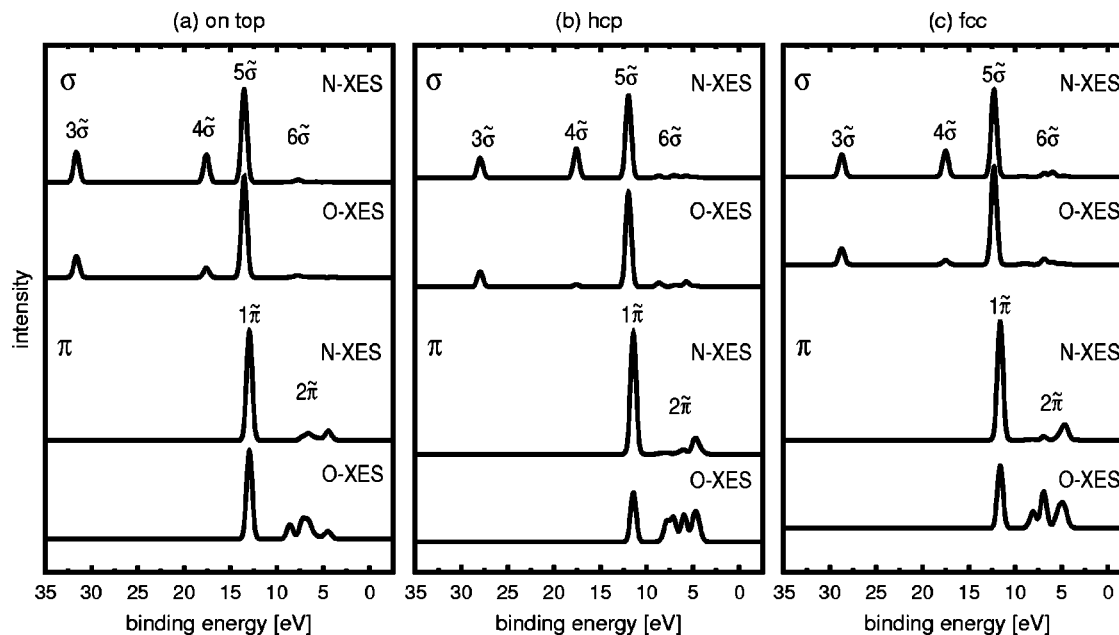 (a) on top
(b) hcp
(c) fcc
σ
N-XES
3σ̃
4σ̃
5σ̃
6σ̃
O-XES
π
1π̃
N-XES
2π̃
O-XES
σ
N-XES
3σ̃
4σ̃
5σ̃
6σ̃
O-XES
π
1π̃
N-XES
2π̃
O-XES
σ
N-XES
3σ̃
4σ̃
5σ̃
6σ̃
O-XES
π
1π̃
N-XES
2π̃
O-XES
intensity
35 30 25 20 15 10 5 0
35 30 25 20 15 10 5 0
35 30 25 20 15 10 5 0
binding energy [eV]
binding energy [eV]
binding energy [eV]